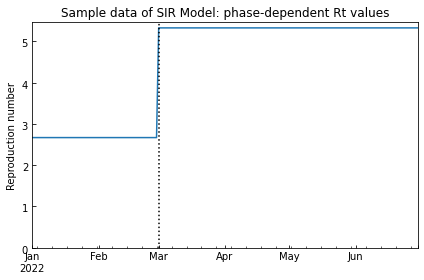 Sample data of SIR Model: phase-dependent Rt values
Reproduction number
5
4
3
2
1
0
Jan Feb Mar Apr May Jun
2022